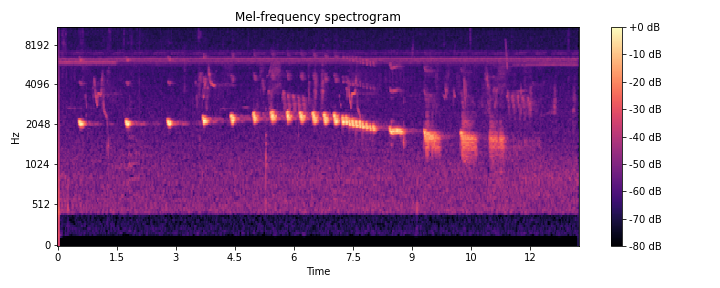 Mel-frequency spectrogram
+0 dB
8192
-10 dB
4096
-20 dB
-30 dB
2048
Hz
-40 dB
1024
-50 dB
-60 dB
512
-70 dB
0
-80 dB
0 1.5 3 4.5 6 7.5 9 10 12
Time